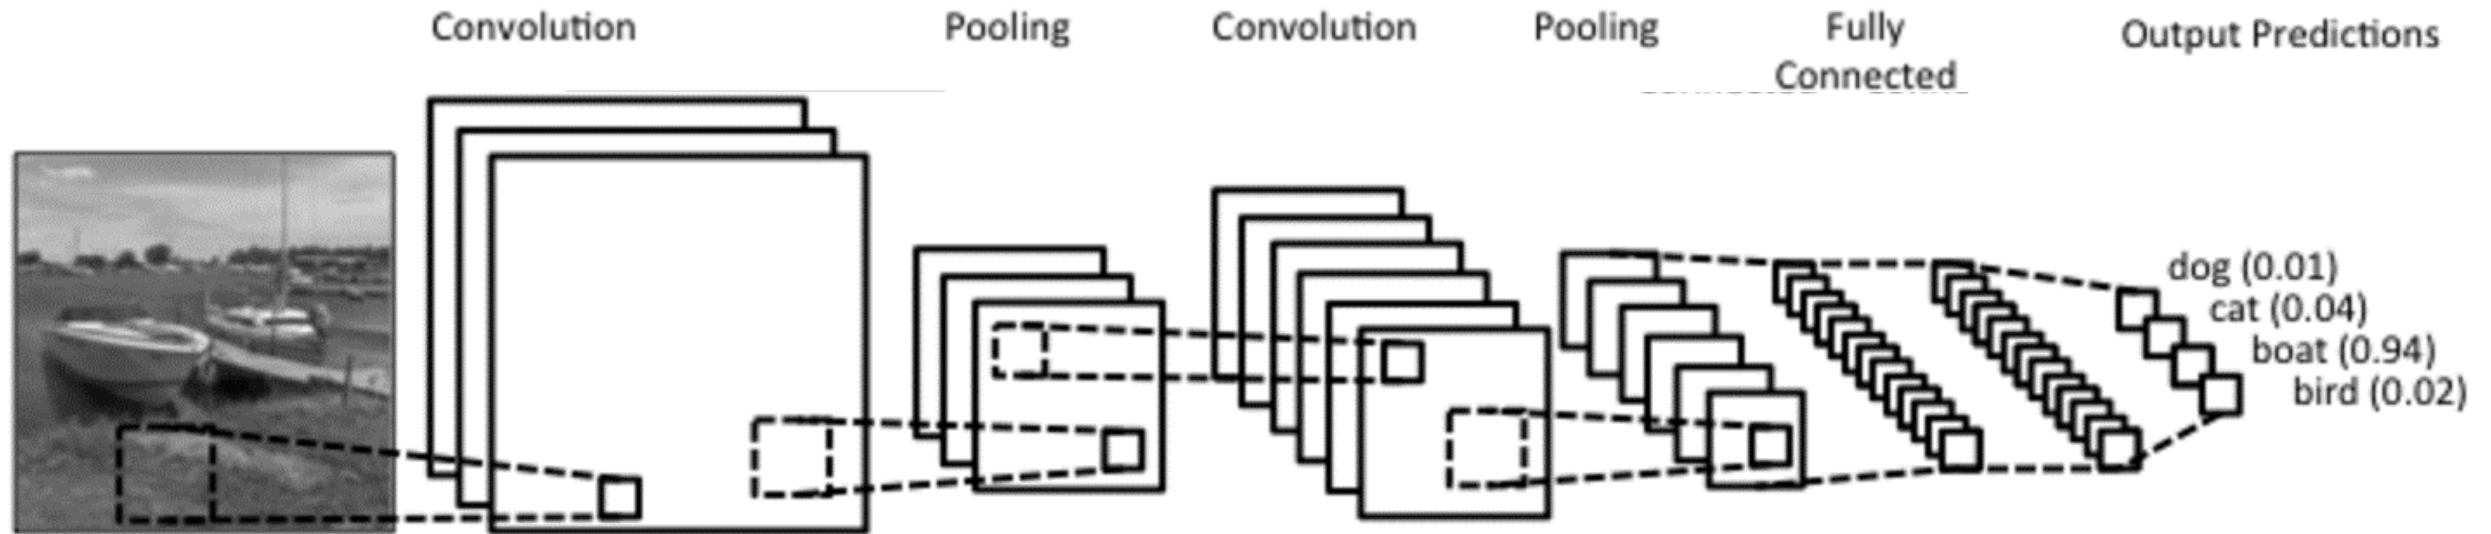 Convolution
Pooling
Convolution
Pooling
Fully
Connected
Output Predictions
dog (0.01)
cat (0.04)
boat (0.94)
bird (0.02)